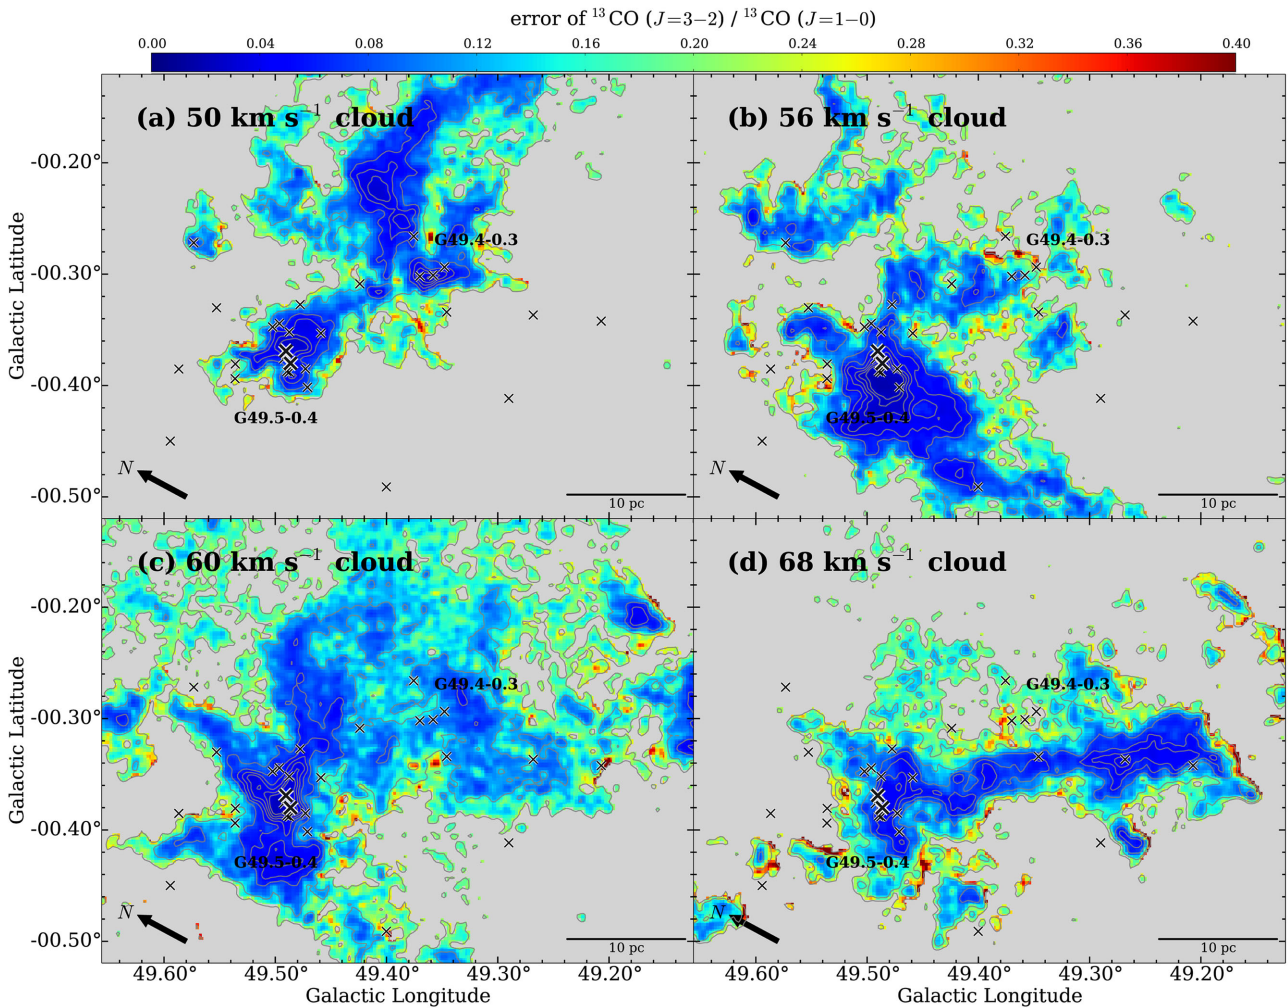 error of ¹³CO (J=3−2) / ¹³CO (J=1−0)
0.00 0.04 0.08 0.12 0.16 0.20 0.24 0.28 0.32 0.36 0.40
(a) 50 km s⁻¹ cloud
(b) 56 km s⁻¹ cloud
-00.20°
G49.4-0.3
G49.4-0.3
-00.30°
Galactic Latitude
-00.40°
G49.5-0.4
G49.5-0.4
N
N
-00.50°
10 pc
10 pc
(c) 60 km s⁻¹ cloud
(d) 68 km s⁻¹ cloud
-00.20°
G49.4-0.3
G49.4-0.3
-00.30°
Galactic Latitude
-00.40°
G49.5-0.4
G49.5-0.4
N
N
-00.50°
10 pc
10 pc
49.60 49.50 49.40 49.30 49.20
49.60 49.50 49.40 49.30 49.20
Galactic Longitude
Galactic Longitude